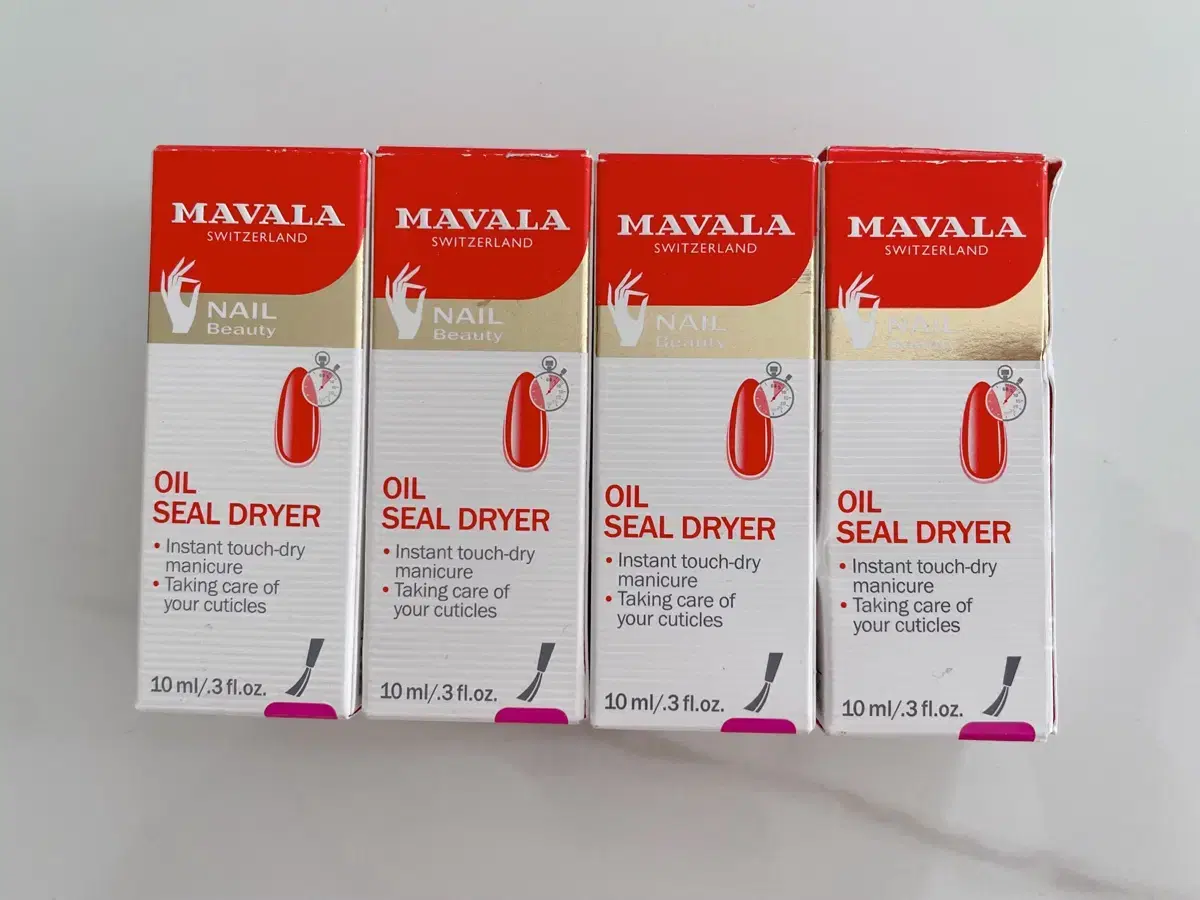 MAVALA
SWITZERLAND
NAIL
Beauty
OIL
SEAL DRYER
• Instant touch-dry
manicure
• Taking care of
your cuticles
10 ml/.3 fl.oz.
MAVALA
SWITZERLAND
NAIL
Beauty
OIL
SEAL DRYER
• Instant touch-dry
manicure
• Taking care of
your cuticles
10 ml/.3 fl.oz.
MAVALA
SWITZERLAND
NAIL
Beauty
OIL
SEAL DRYER
• Instant touch-dry
manicure
• Taking care of
your cuticles
10 ml/.3 fl.oz.
MAVALA
SWITZERLAND
NAIL
Beauty
OIL
SEAL DRYER
• Instant touch-dry
manicure
• Taking care of
your cuticles
10 ml/.3 fl.oz.